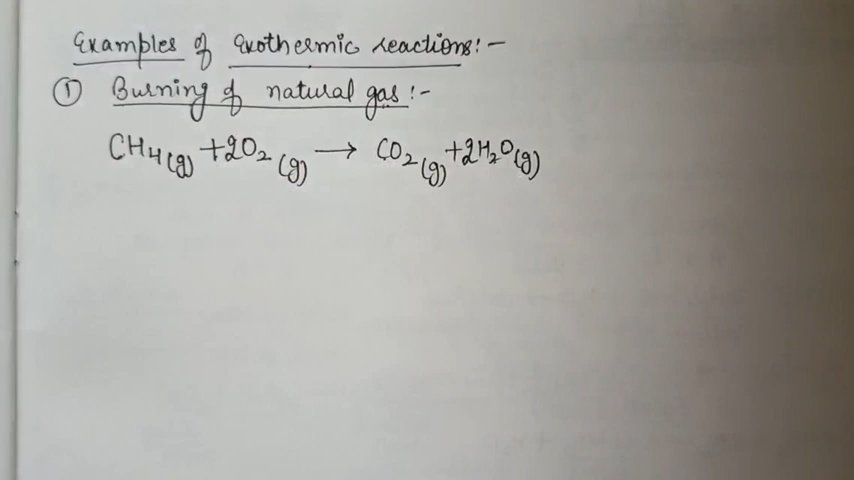 Examples of Exothermic reactions:-
① Burning of natural gas:-
CH4(g) + 2O2(g) → CO2(g) + 2H2O(g)